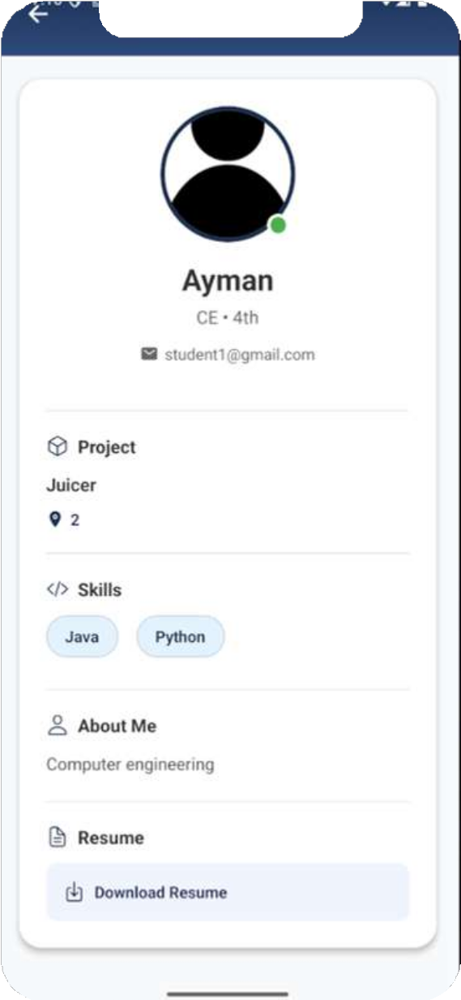 Ayman
CE • 4th
student1@gmail.com
Project
Juicer
2
Skills
Java Python
About Me
Computer engineering
Resume
Download Resume